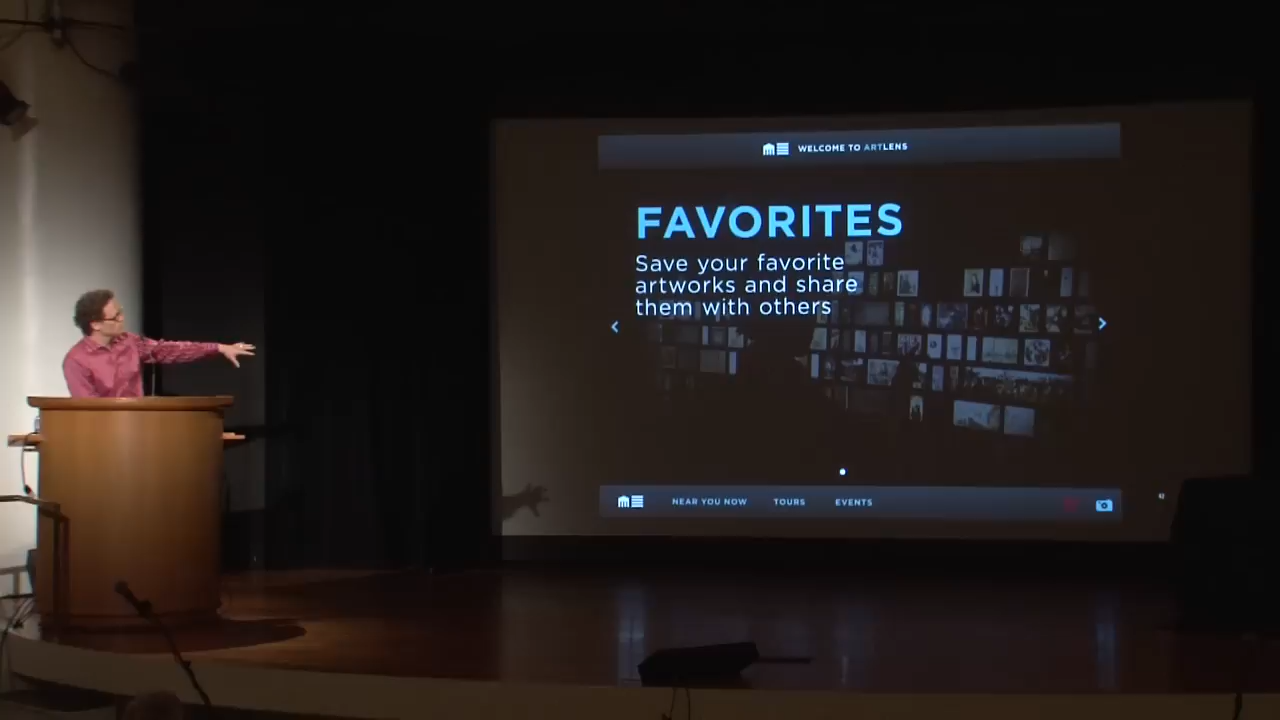 WELCOME TO ARTLENS
FAVORITES
Save your favorite
artworks and share
them with others
NEAR YOU NOW TOURS EVENTS